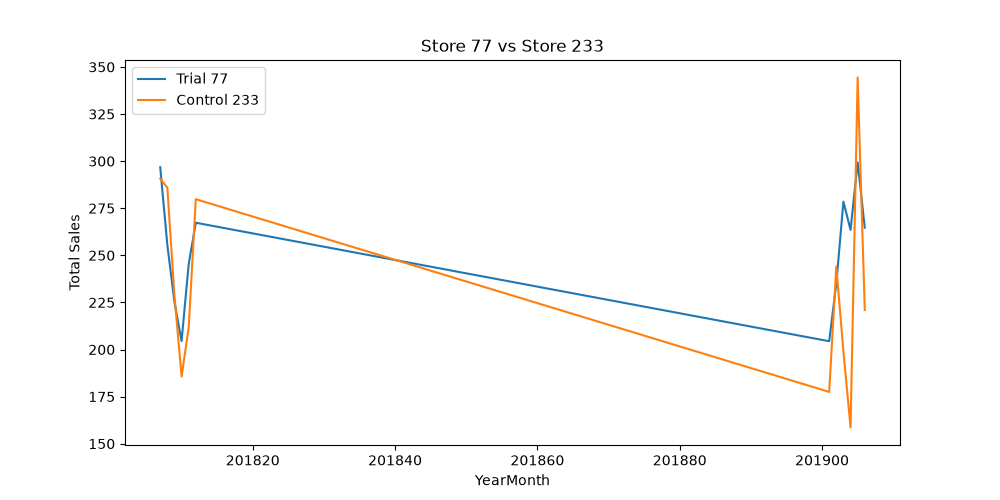 Store 77 vs Store 233
Trial 77
Control 233
350
325
300
275
250
225
200
175
150
Total Sales
201820
201840
201860
201880
201900
YearMonth